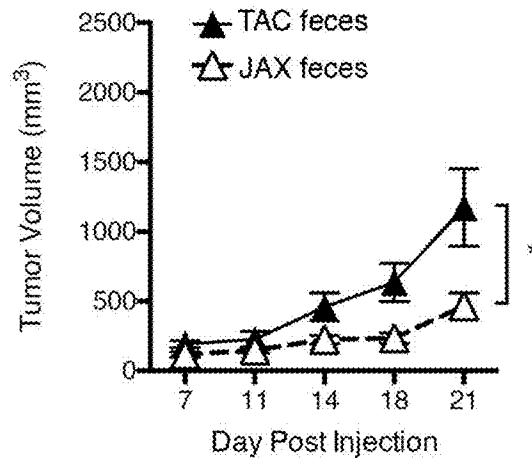 TAC feces
JAX feces
Tumor Volume (mm³)
2500
2000
1500
1000
500
0
*
7 11 14 18 21
Day Post Injection